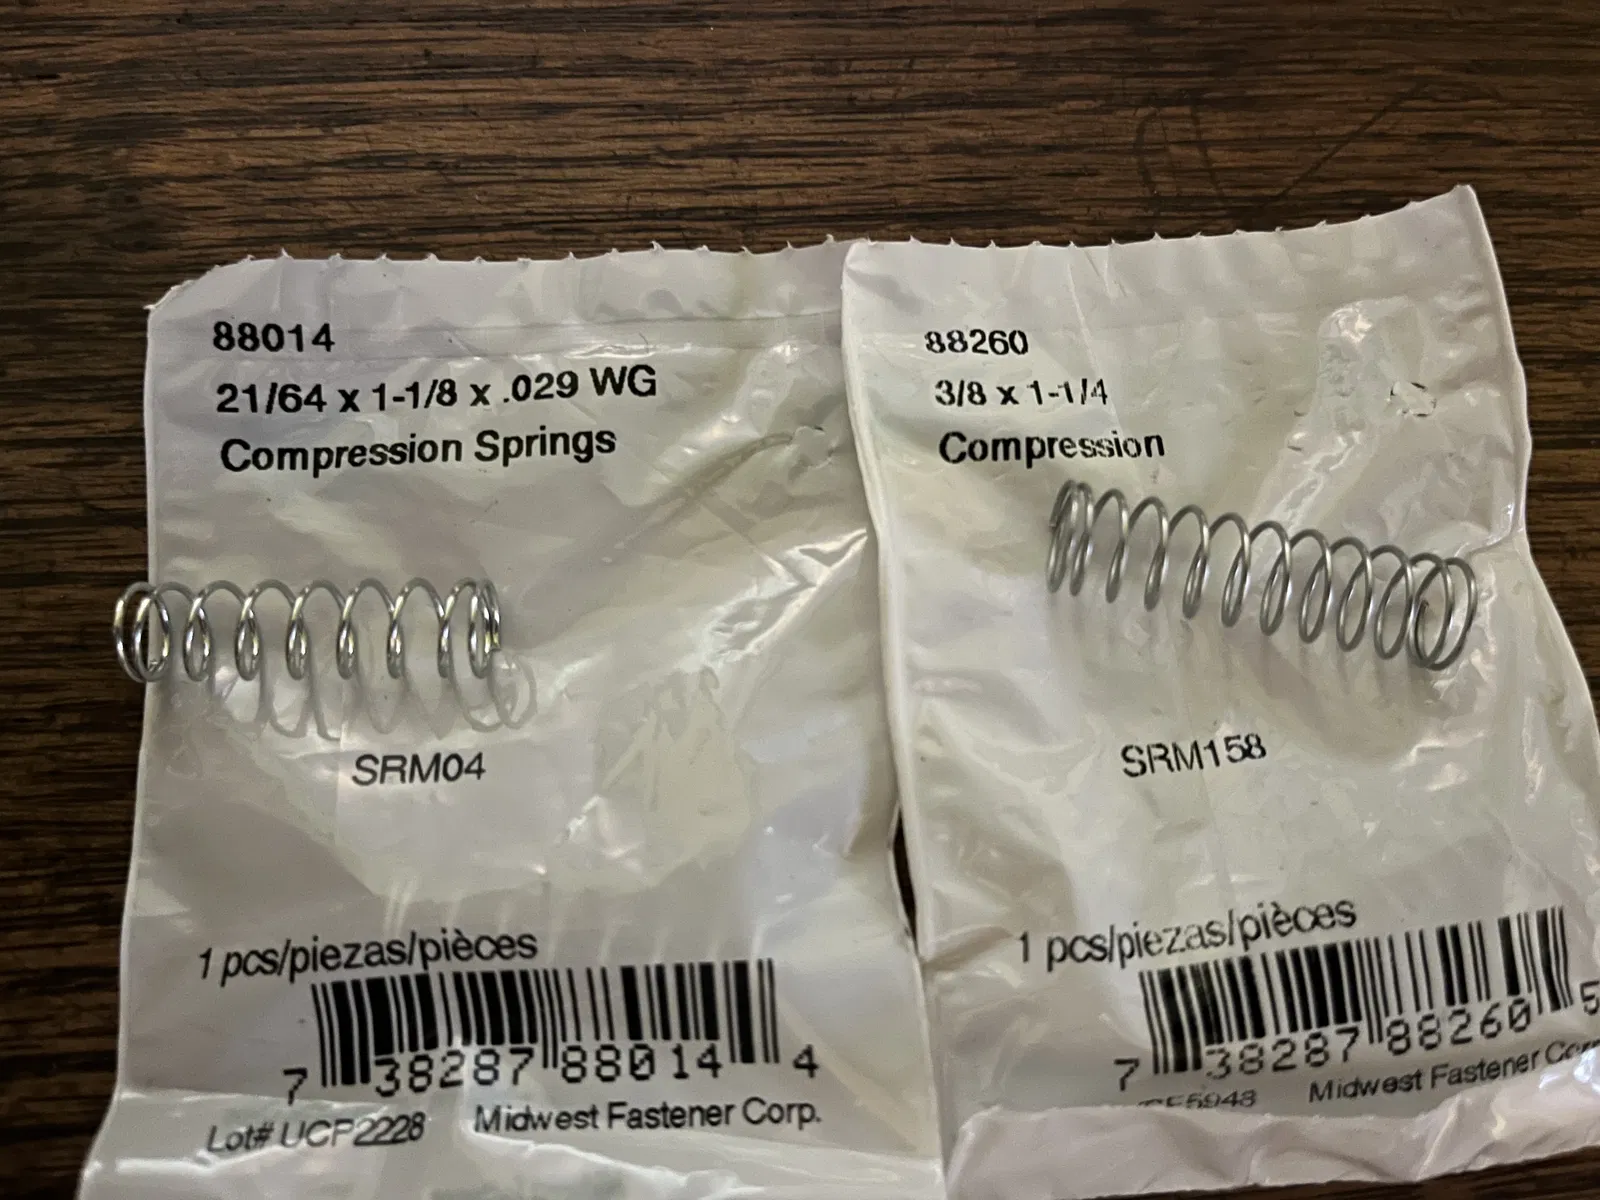 88014
21/64 x 1-1/8 x .029 WG
Compression Springs
SRM04
1 pcs/piezas/pièces
7 38287 88014 4
Lot# UCP2228 Midwest Fastener Corp.
88260
3/8 x 1-1/4
Compression
SRM158
1 pcs/piezas/pièces
7 38287 88260 5
Midwest Fastener Corp.